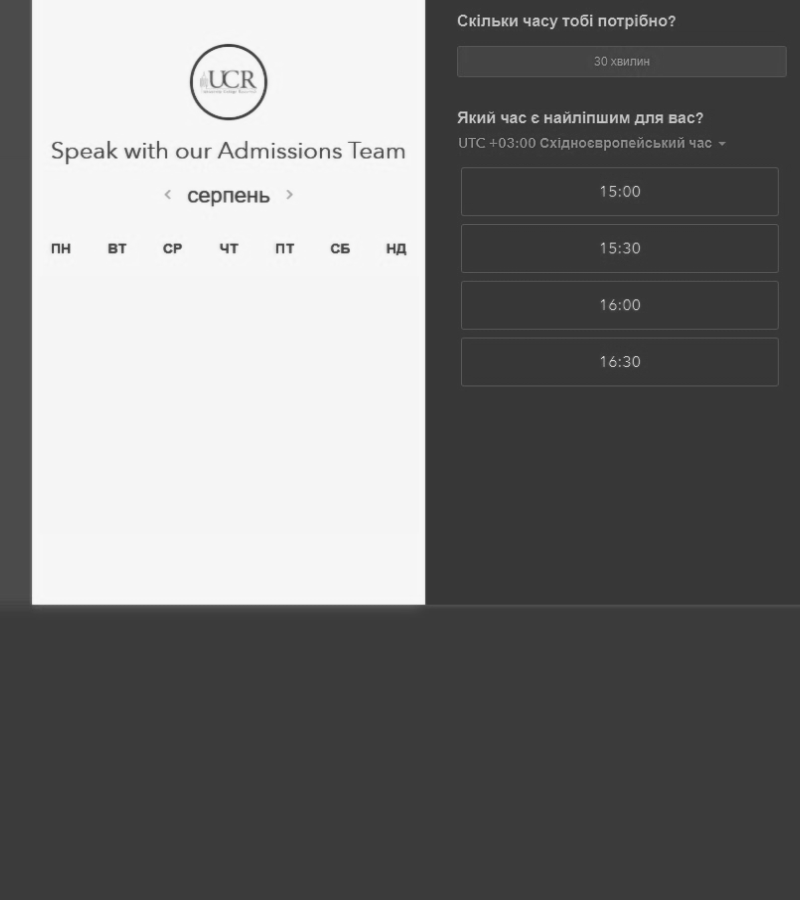 UCR
Speak with our Admissions Team
серпень
ПН ВТ СР ЧТ ПТ СБ НД
Скільки часу тобі потрібно?
30 хвилин
Який час є найліпшим для вас?
UTC +03:00 Східноєвропейський час
15:00
15:30
16:00
16:30